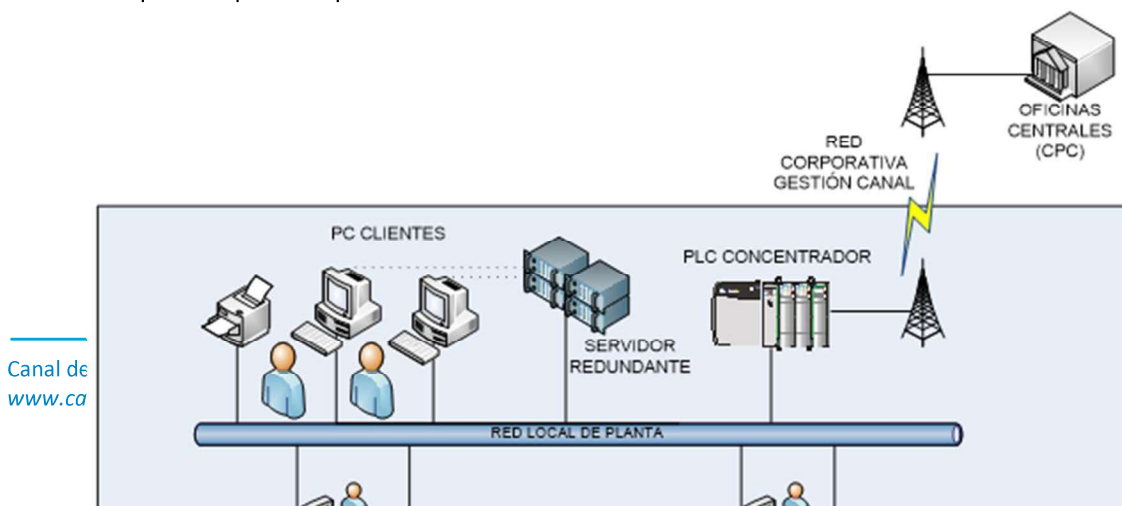 OFICINAS
CENTRALES
(CPC)
RED
CORPORATIVA
GESTIÓN CANAL
PC CLIENTES
PLC CONCENTRADOR
SERVIDOR
REDUNDANTE
Canal de
www.ca
RED LOCAL DE PLANTA